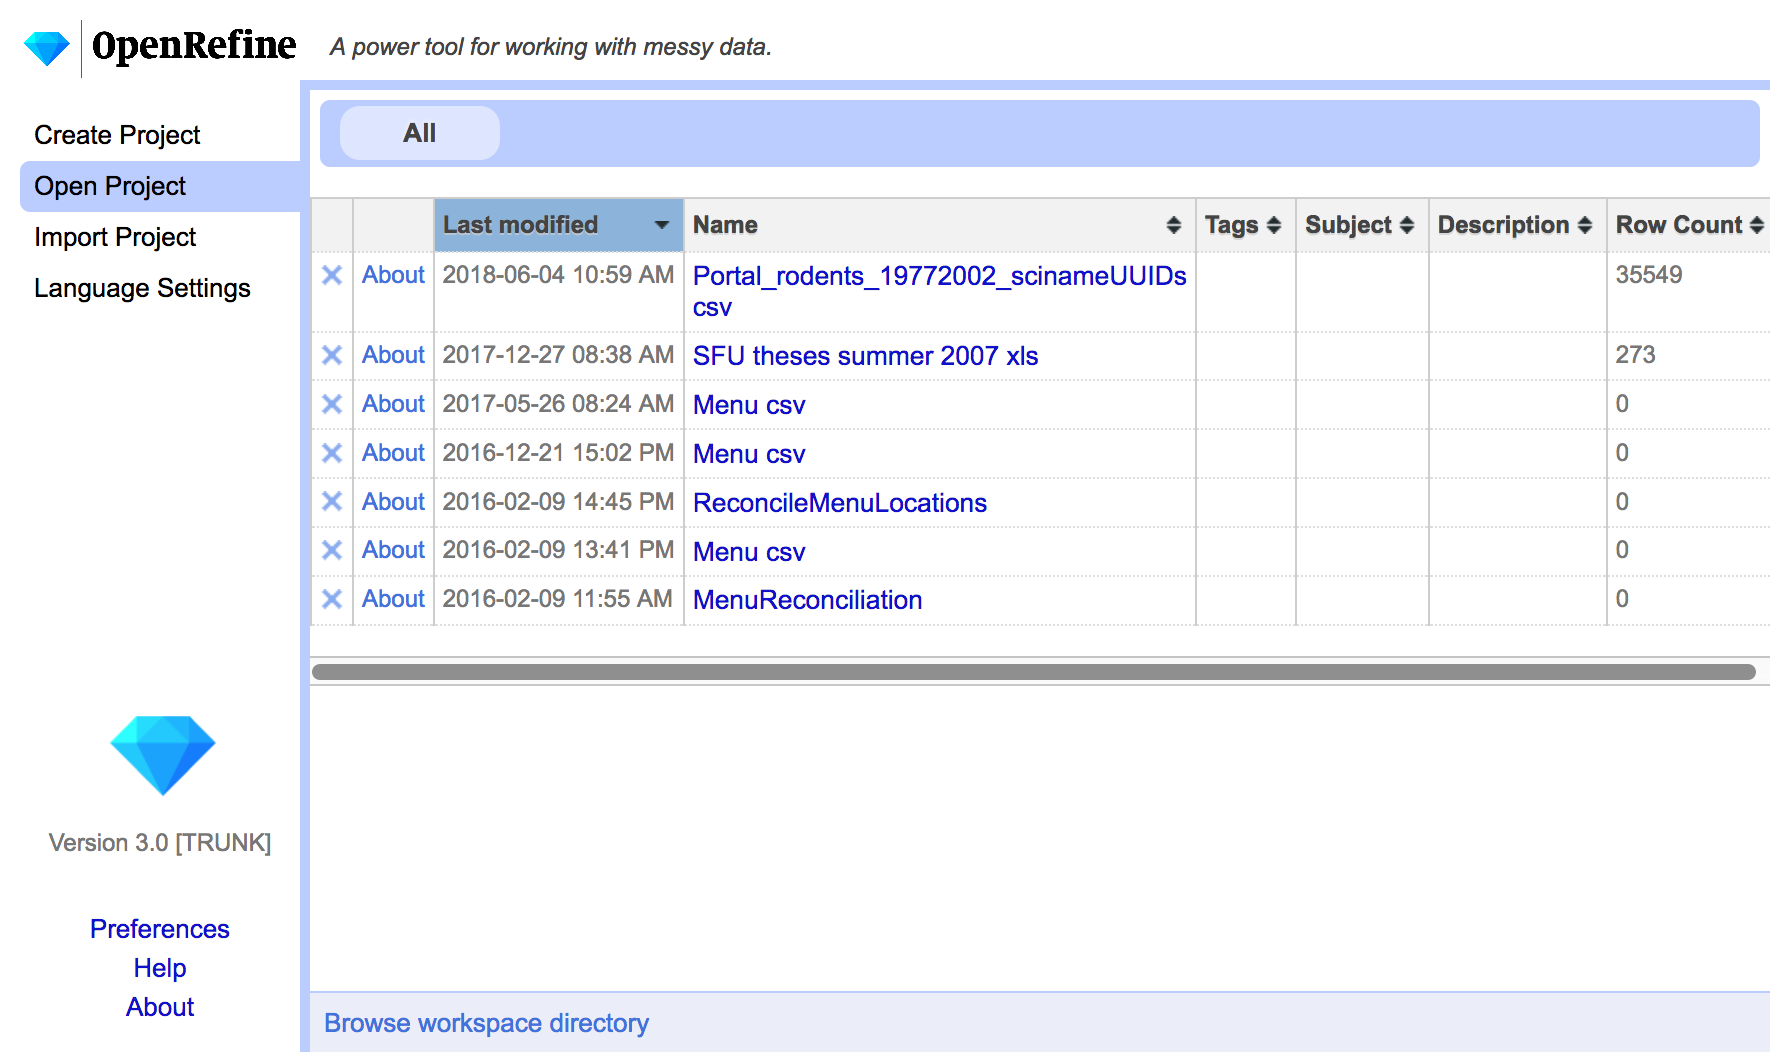 OpenRefine A power tool for working with messy data.
Create Project
Open Project
Import Project
Language Settings
All
Last modified Name Tags Subject Description Row Count
About 2018-06-04 10:59 AM Portal_rodents_19772002_scinameUUIDs 35549
csv
About 2017-12-27 08:38 AM SFU theses summer 2007 xls 273
About 2017-05-26 08:24 AM Menu csv 0
About 2016-12-21 15:02 PM Menu csv 0
About 2016-02-09 14:45 PM ReconcileMenuLocations 0
About 2016-02-09 13:41 PM Menu csv 0
About 2016-02-09 11:55 AM MenuReconciliation 0
Version 3.0 [TRUNK]
Preferences
Help
About
Browse workspace directory